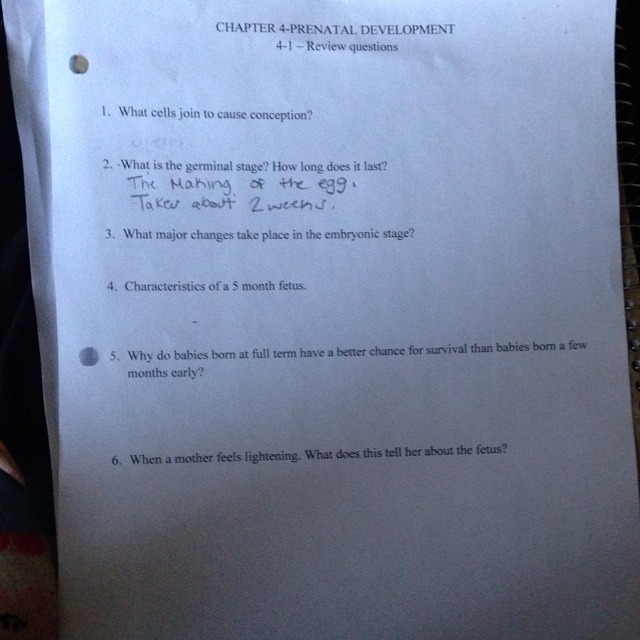 CHAPTER 4-PRENATAL DEVELOPMENT
4-1 – Review questions
1. What cells join to cause conception?
2. What is the germinal stage? How long does it last?
The Making of the egg.
Takes about 2 weeks.
3. What major changes take place in the embryonic stage?
4. Characteristics of a 5 month fetus.
5. Why do babies born at full term have a better chance for survival than babies born a few
months early?
6. When a mother feels lightening. What does this tell her about the fetus?